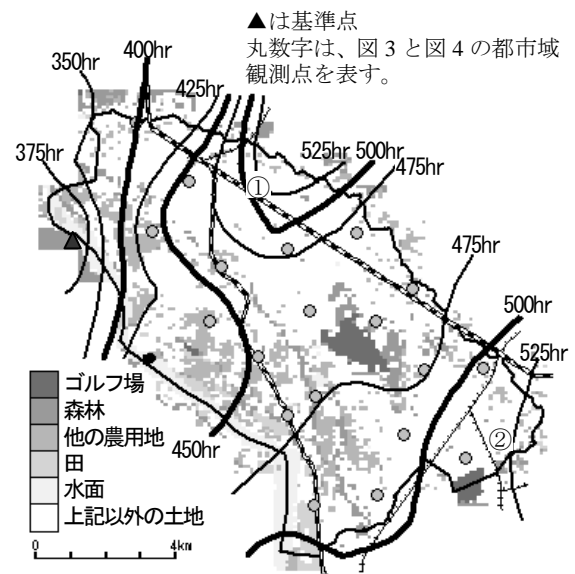 ▲は基準点
丸数字は、図3と図4の都市域
観測点を表す。
400hr
350hr
425hr
375hr
525hr
500hr
475hr
①
475hr
500hr
525hr
②
450hr
ゴルフ場
森林
他の農用地
田
水面
上記以外の土地
0
4km